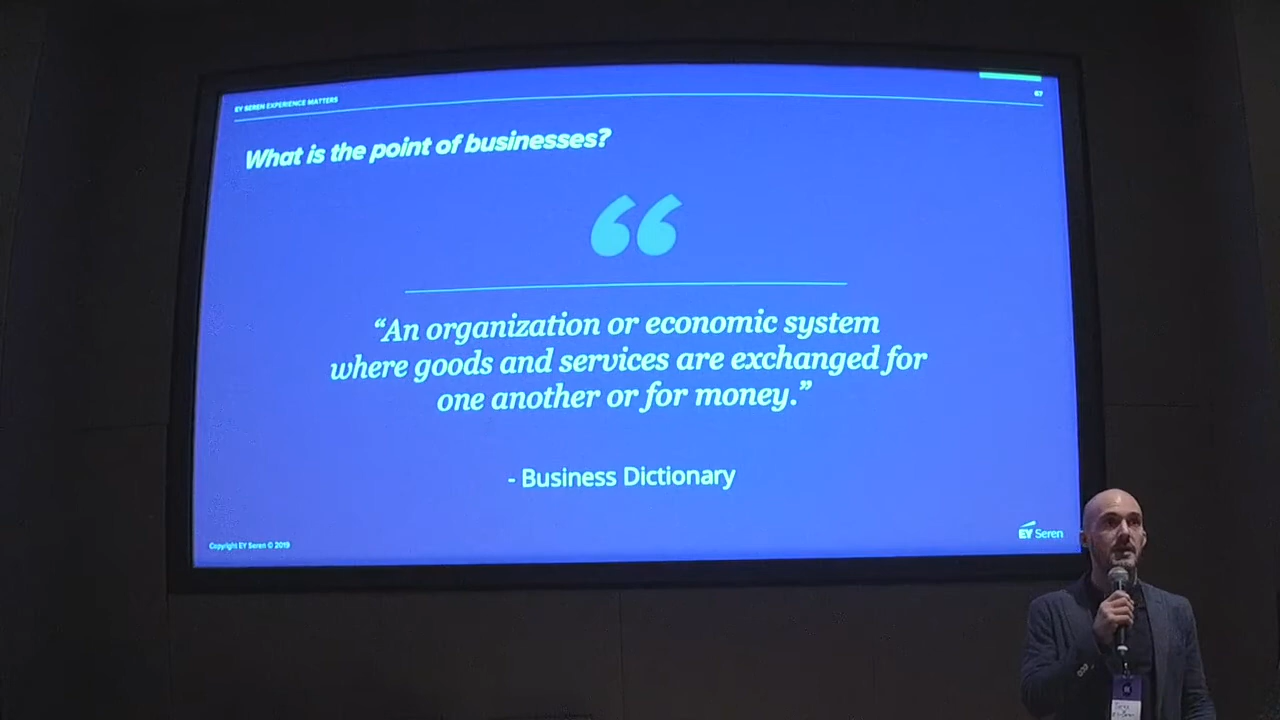 EY SEREN EXPERIENCE MATTERS
67
What is the point of businesses?
“
“An organization or economic system
where goods and services are exchanged for
one another or for money.”
- Business Dictionary
Copyright EY Seren © 2019
EY Seren